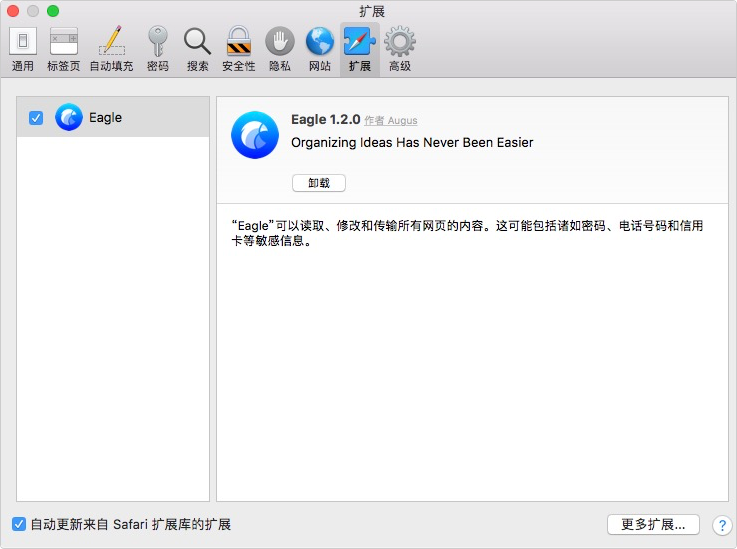 扩展
通用 标签页 自动填充 密码 搜索 安全性 隐私 网站 扩展 高级
Eagle
Eagle 1.2.0 作者 Augus
Organizing Ideas Has Never Been Easier
卸载
“Eagle”可以读取、修改和传输所有网页的内容。这可能包括诸如密码、电话号码和信用
卡等敏感信息。
自动更新来自 Safari 扩展库的扩展
更多扩展...
?